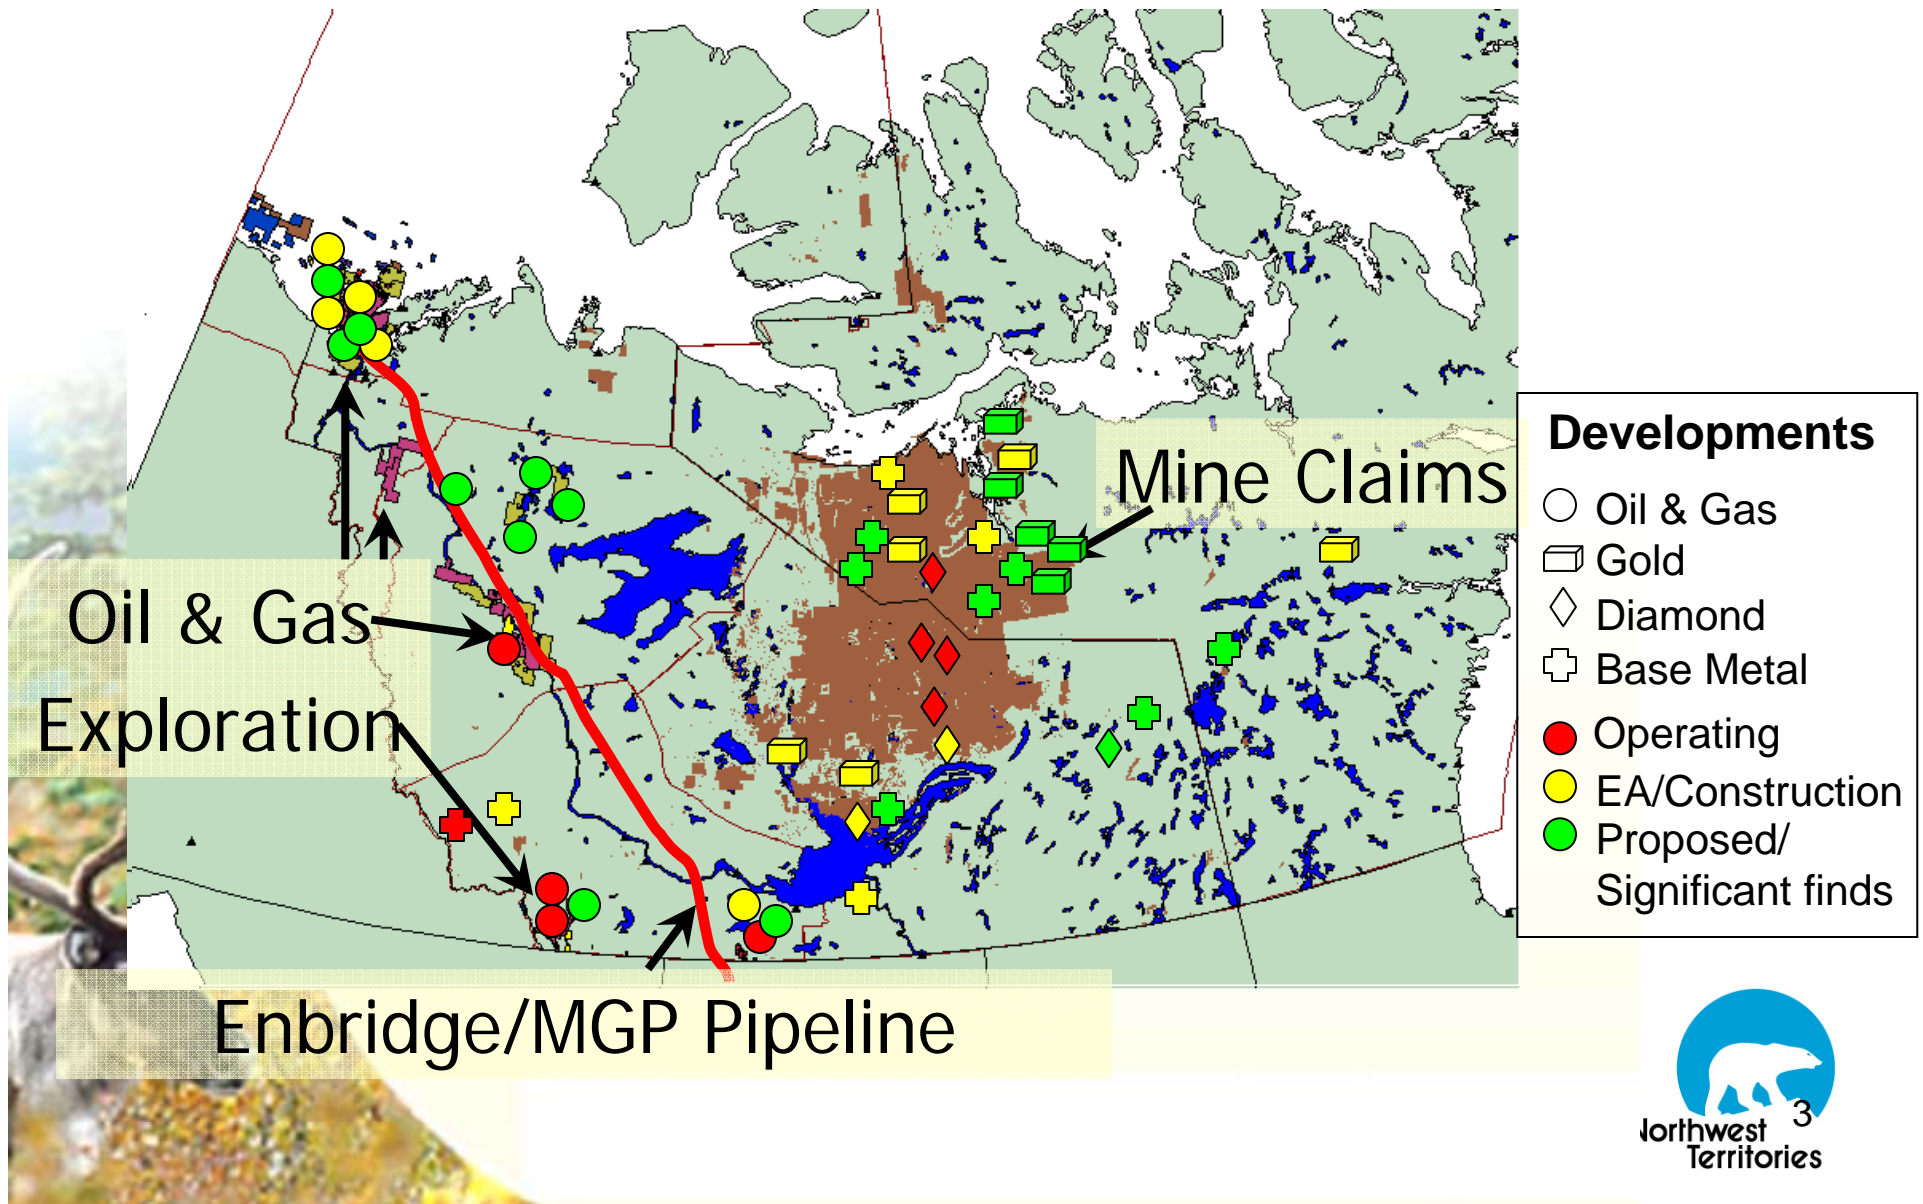 Mine Claims
Oil & Gas
Exploration
Enbridge/MGP Pipeline
Developments
Oil & Gas
Gold
Diamond
Base Metal
Operating
EA/Construction
Proposed/
Significant finds
3
Northwest
Territories